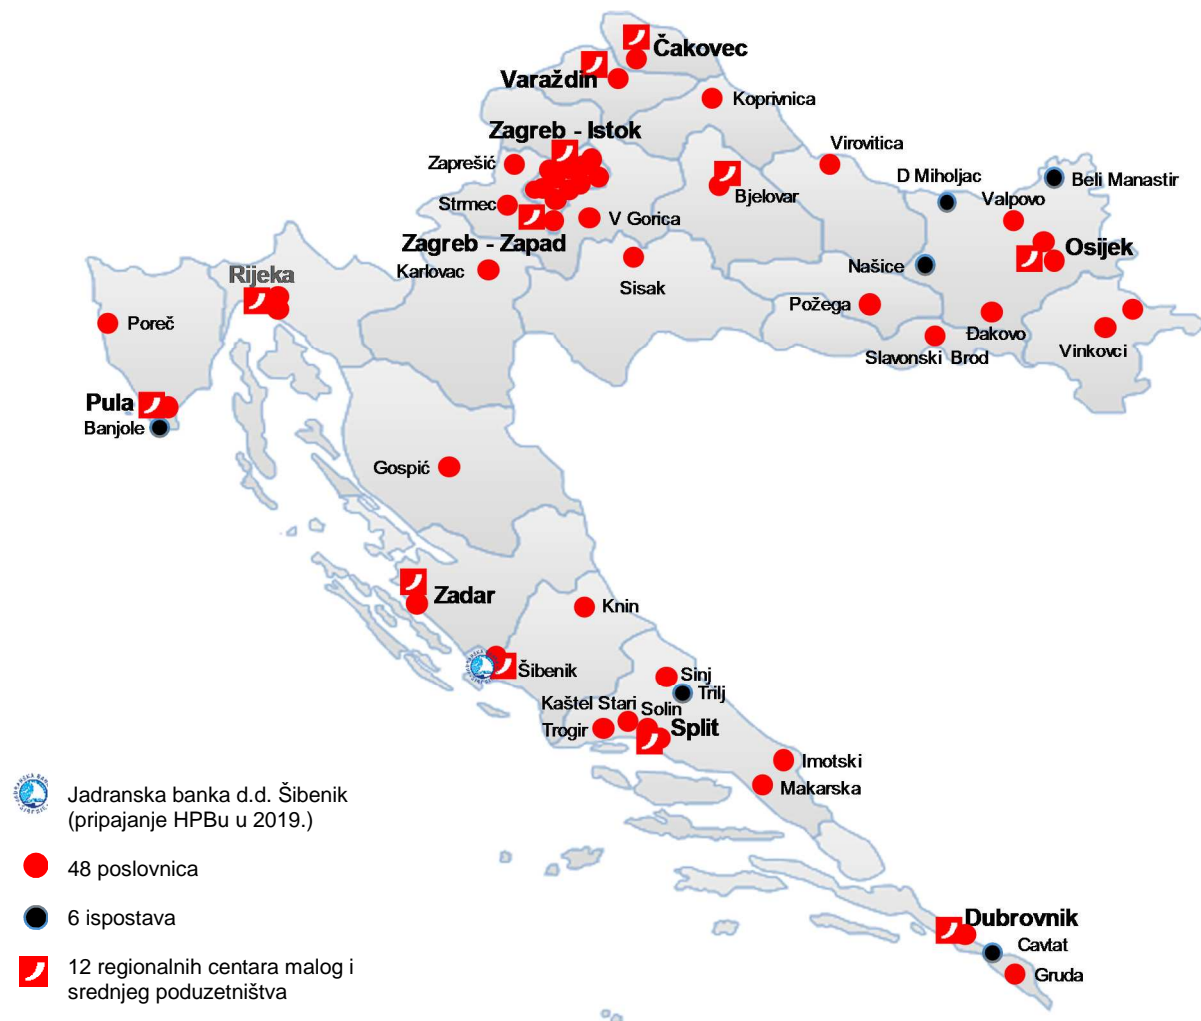 Čakovec
Varaždin
Koprivnica
Zagreb - Istok
Virovitica
Zaprešić
D Miholjac
Beli Manastir
Bjelovar
Valpovo
Strmec
V Gorica
Zagreb - Zapad
Osijek
Karlovac
Našice
Rijeka
Sisak
Požega
Poreč
Đakovo
Vinkovci
Slavonski Brod
Pula
Banjole
Gospić
Zadar
Knin
Šibenik
Sinj
Trilj
Kaštel Stari
Solin
Trogir
Split
Imotski
Makarska
Jadranska banka d.d. Šibenik
(pripajanje HPBu u 2019.)
48 poslovnica
6 ispostava
12 regionalnih centara malog i
srednjeg poduzetništva
Dubrovnik
Cavtat
Gruda